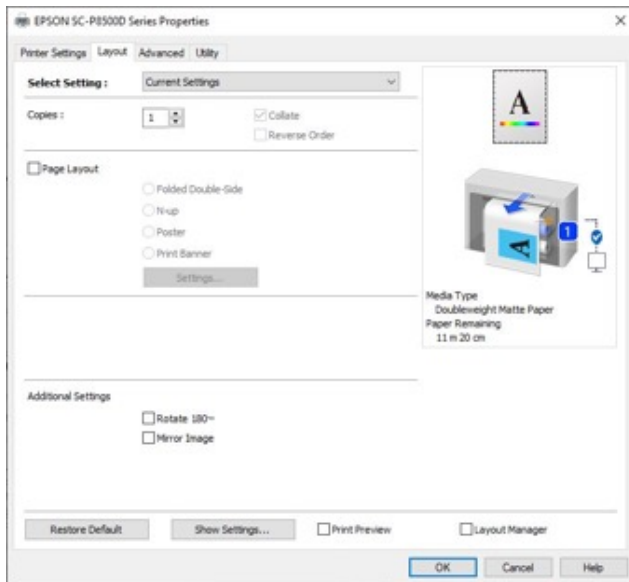 EPSON SC-P8500D Series Properties
Printer Settings Layout Advanced Utility
Select Setting : Current Settings
Copies : 1 Collate
Reverse Order
Page Layout
Folded Double-Side
N-up
Poster
Print Banner
Settings...
A
1
A
Media Type
Doubleweight Matte Paper
Paper Remaining
11 m 20 cm
Additional Settings
Rotate 180~
Mirror Image
Restore Default Show Settings... Print Preview Layout Manager
OK Cancel Help